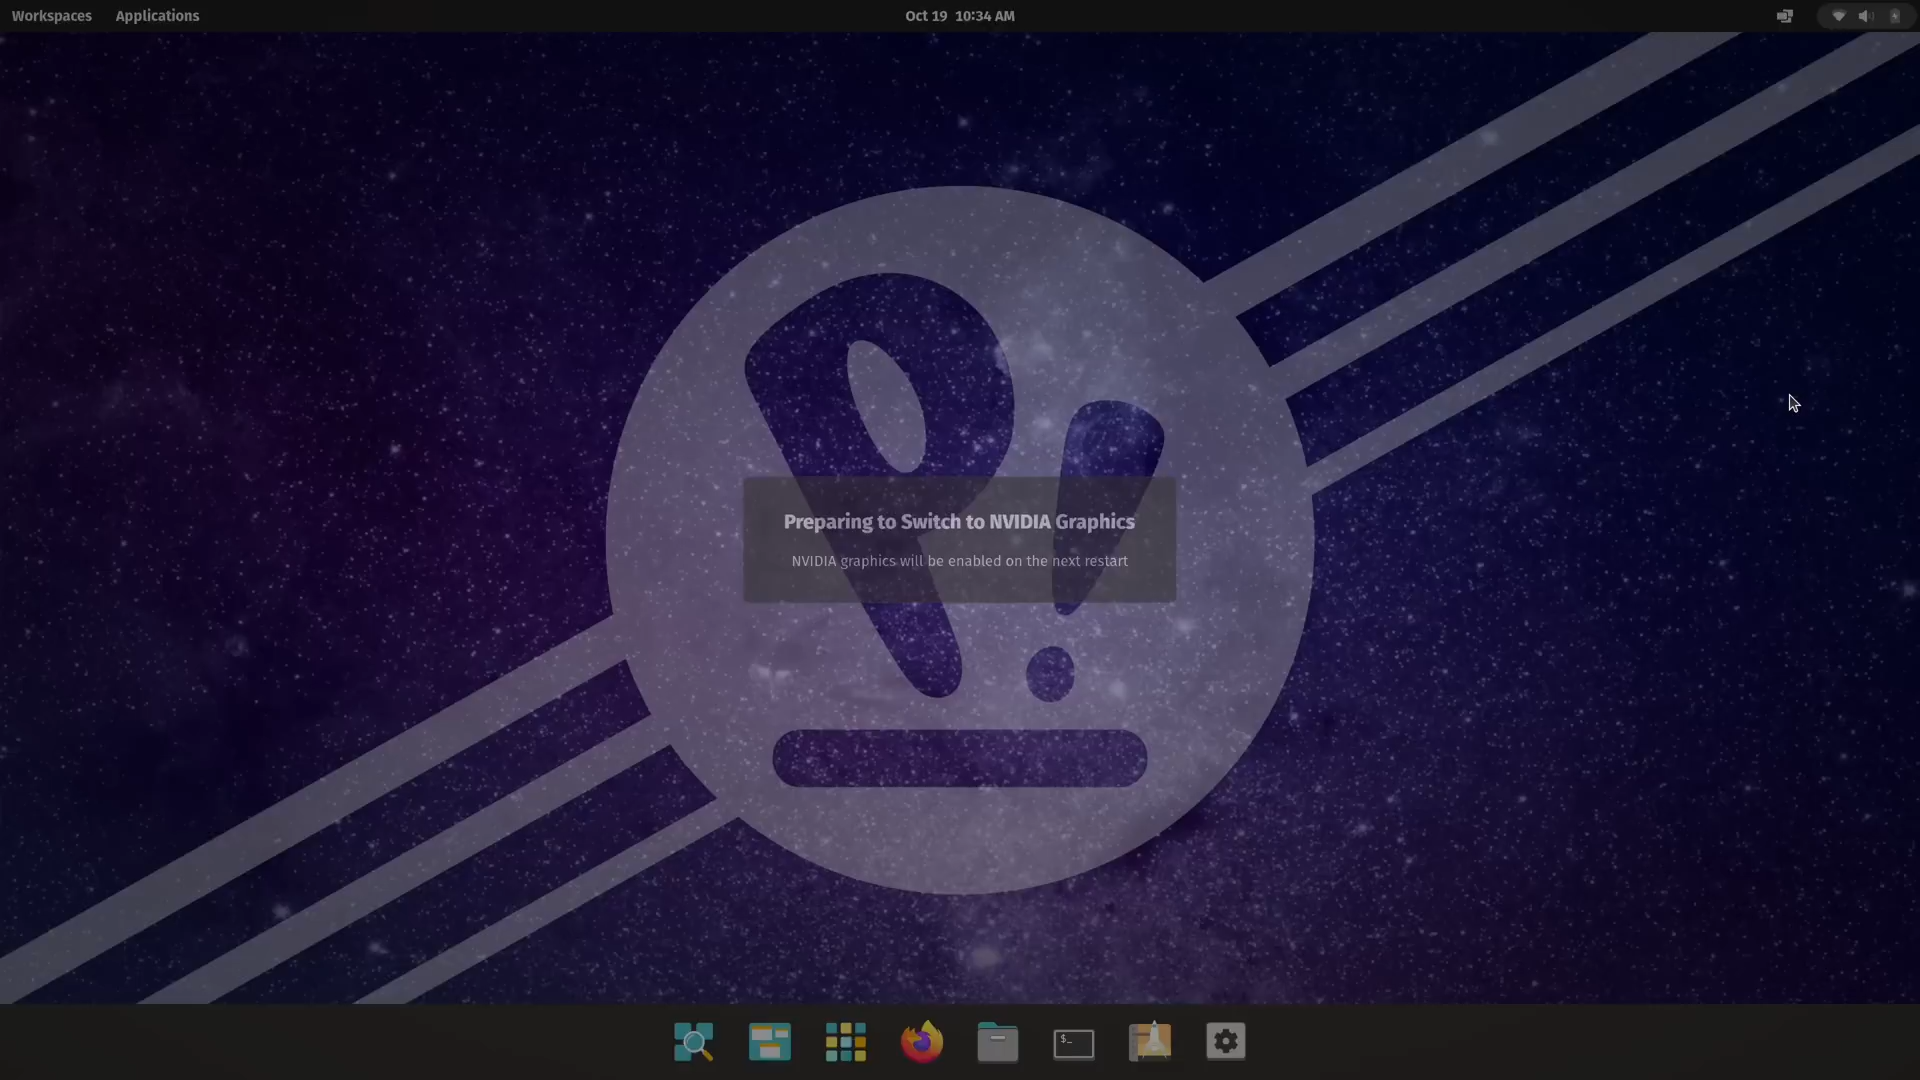 Workspaces Applications Oct 19 10:34 AM
P!
Preparing to Switch to NVIDIA Graphics
NVIDIA graphics will be enabled on the next restart
$_